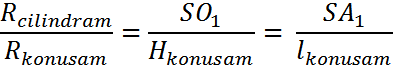 R_cilindram / R_konusam = SO_1 / H_konusam = SA_1 / l_konusam